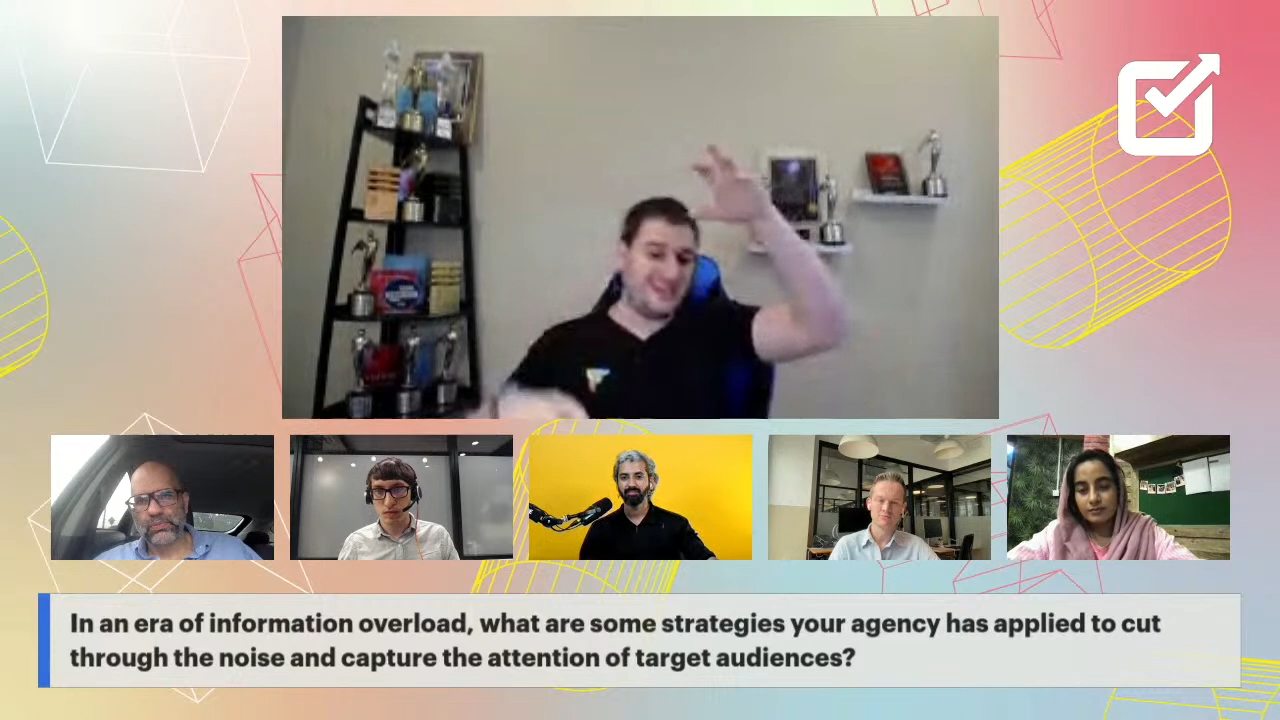 In an era of information overload, what are some strategies your agency has applied to cut
through the noise and capture the attention of target audiences?